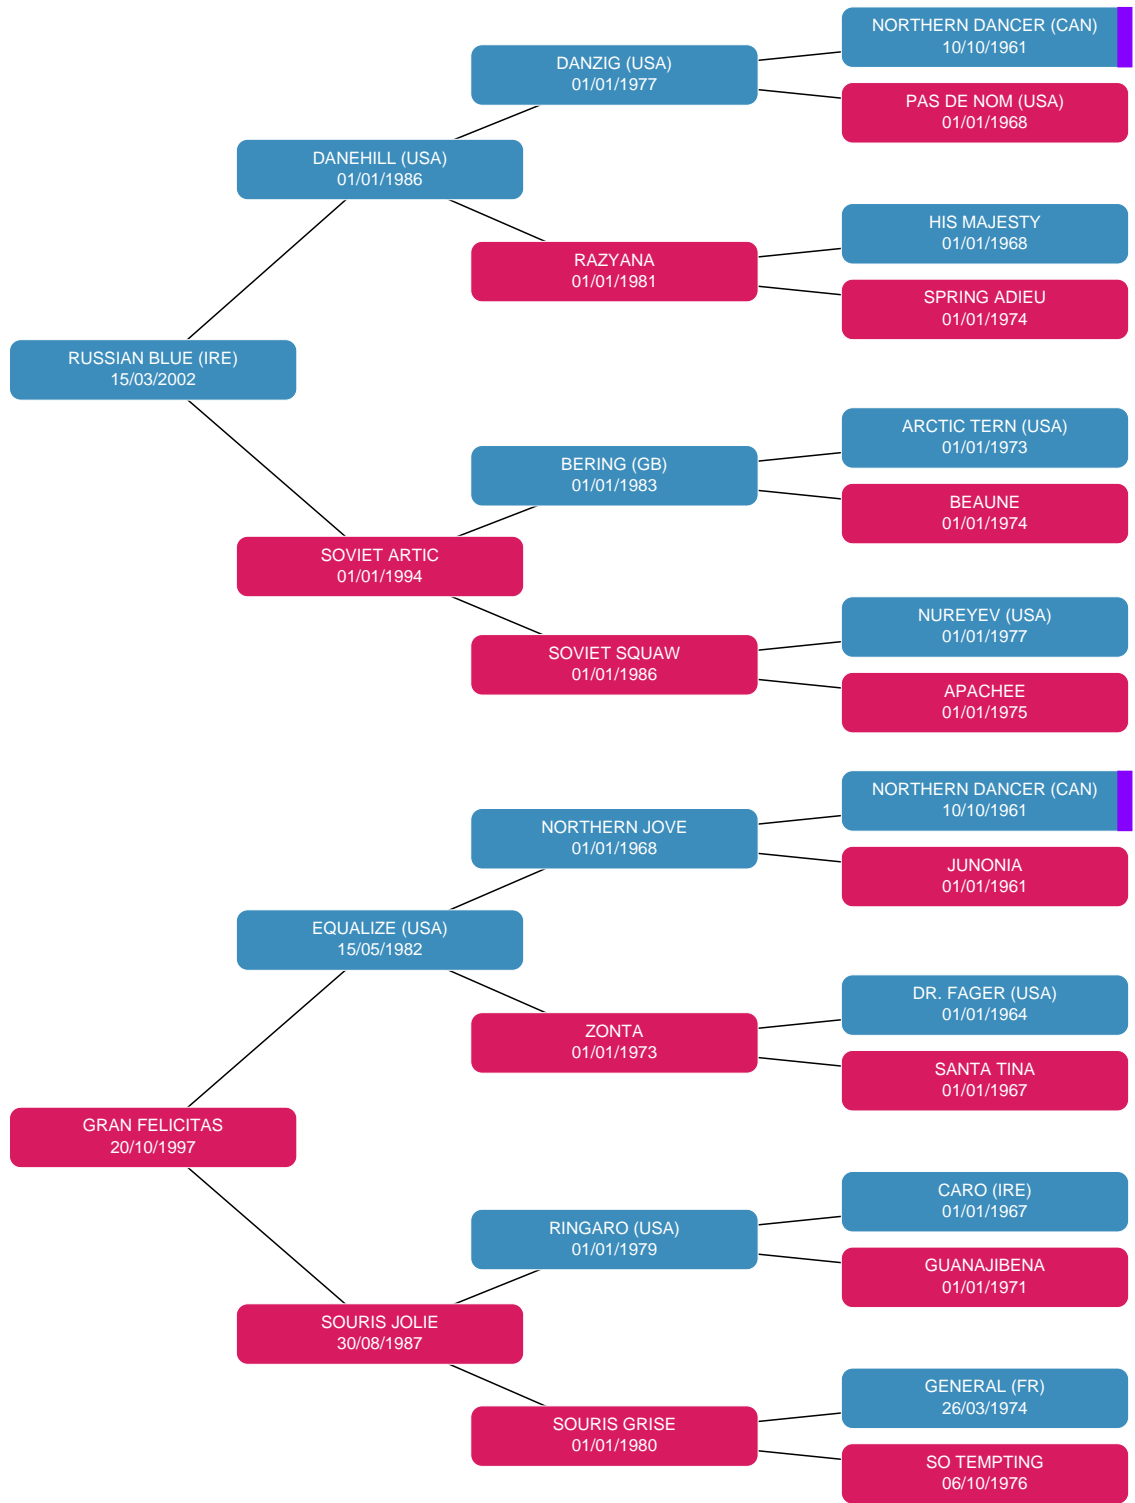 NORTHERN DANCER (CAN)
10/10/1961
DANZIG (USA)
01/01/1977
PAS DE NOM (USA)
01/01/1968
DANEHILL (USA)
01/01/1986
HIS MAJESTY
01/01/1968
RAZYANA
01/01/1981
SPRING ADIEU
01/01/1974
RUSSIAN BLUE (IRE)
15/03/2002
ARCTIC TERN (USA)
01/01/1973
BERING (GB)
01/01/1983
BEAUNE
01/01/1974
SOVIET ARTIC
01/01/1994
NUREYEV (USA)
01/01/1977
SOVIET SQUAW
01/01/1986
APACHEE
01/01/1975
NORTHERN DANCER (CAN)
10/10/1961
NORTHERN JOVE
01/01/1968
JUNONIA
01/01/1961
EQUALIZE (USA)
15/05/1982
DR. FAGER (USA)
01/01/1964
ZONTA
01/01/1973
SANTA TINA
01/01/1967
GRAN FELICITAS
20/10/1997
CARO (IRE)
01/01/1967
RINGARO (USA)
01/01/1979
GUANAJIBENA
01/01/1971
SOURIS JOLIE
30/08/1987
GENERAL (FR)
26/03/1974
SOURIS GRISE
01/01/1980
SO TEMPTING
06/10/1976